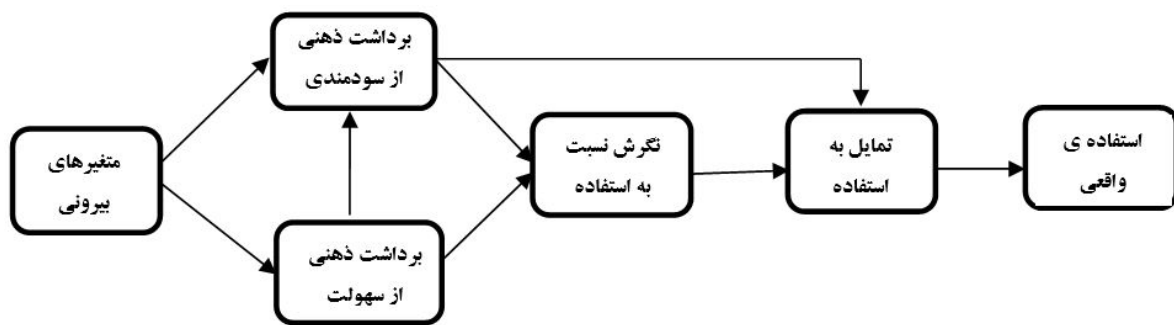 متغیرهای
بیرونی
برداشت ذهنی
از سودمندی
برداشت ذهنی
از سهولت
نگرش نسبت
به استفاده
تمایل به
استفاده
استفاده ی
واقعی